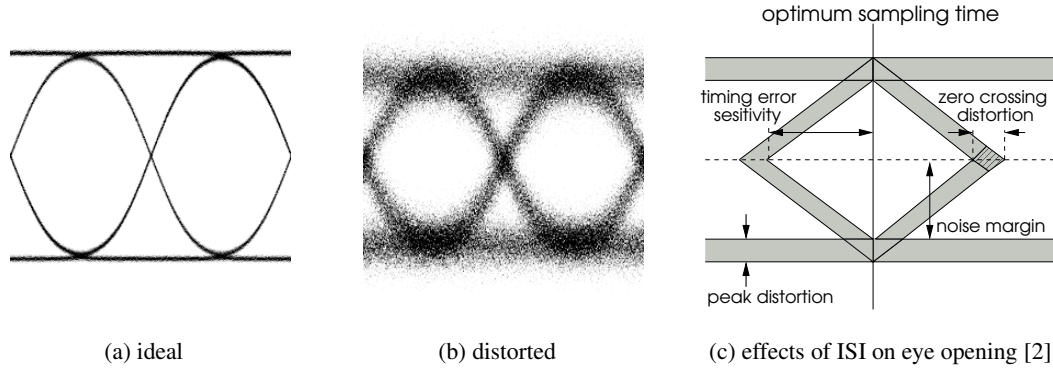 optimum sampling time
timing error
sesitivity
zero crossing
distortion
noise margin
peak distortion
(a) ideal
(b) distorted
(c) effects of ISI on eye opening [2]